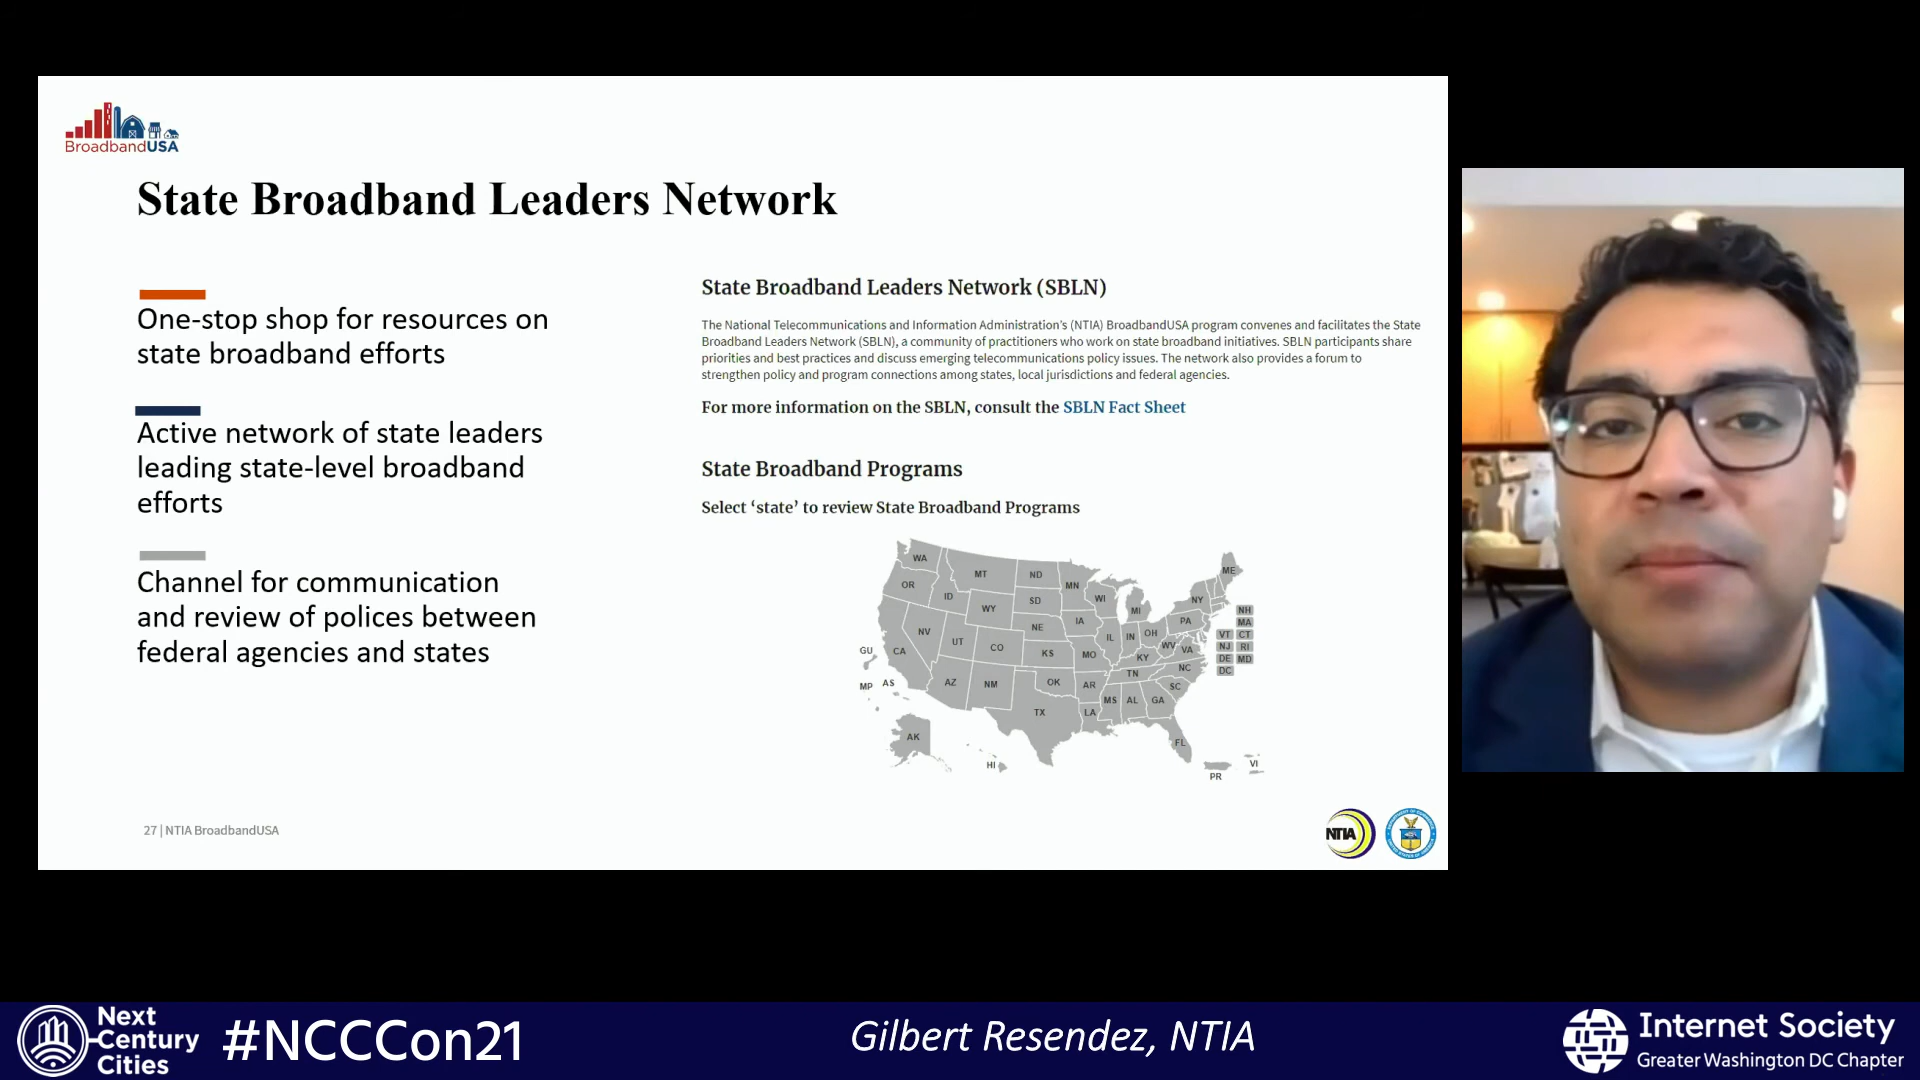 BroadbandUSA
State Broadband Leaders Network
One-stop shop for resources on
state broadband efforts
Active network of state leaders
leading state-level broadband
efforts
Channel for communication
and review of polices between
federal agencies and states
State Broadband Leaders Network (SBLN)
The National Telecommunications and Information Administration's (NTIA) BroadbandUSA program convenes and facilitates the State
Broadband Leaders Network (SBLN), a community of practitioners who work on state broadband initiatives. SBLN participants share
priorities and best practices and discuss emerging telecommunications policy issues. The network also provides a forum to
strengthen policy and program connections among states, local jurisdictions and federal agencies.
For more information on the SBLN, consult the SBLN Fact Sheet
State Broadband Programs
Select ‘state’ to review State Broadband Programs
WA
MT
ND
MN
ME
OR
ID
WY
SD
WI
MI
NY
NH
MA
NV
UT
CO
NE
IA
IL
IN
OH
PA
VT CT
NJ RI
DE MD
DC
GU
CA
KS
MO
KY
WV
VA
MP
AS
AZ
NM
OK
AR
TN
NC
SC
TX
LA
MS
AL
GA
FL
AK
HI
PR
VI
27 | NTIA BroadbandUSA
NTIA
Next
Century
Cities
#NCCCon21
Gilbert Resendez, NTIA
Internet Society
Greater Washington DC Chapter